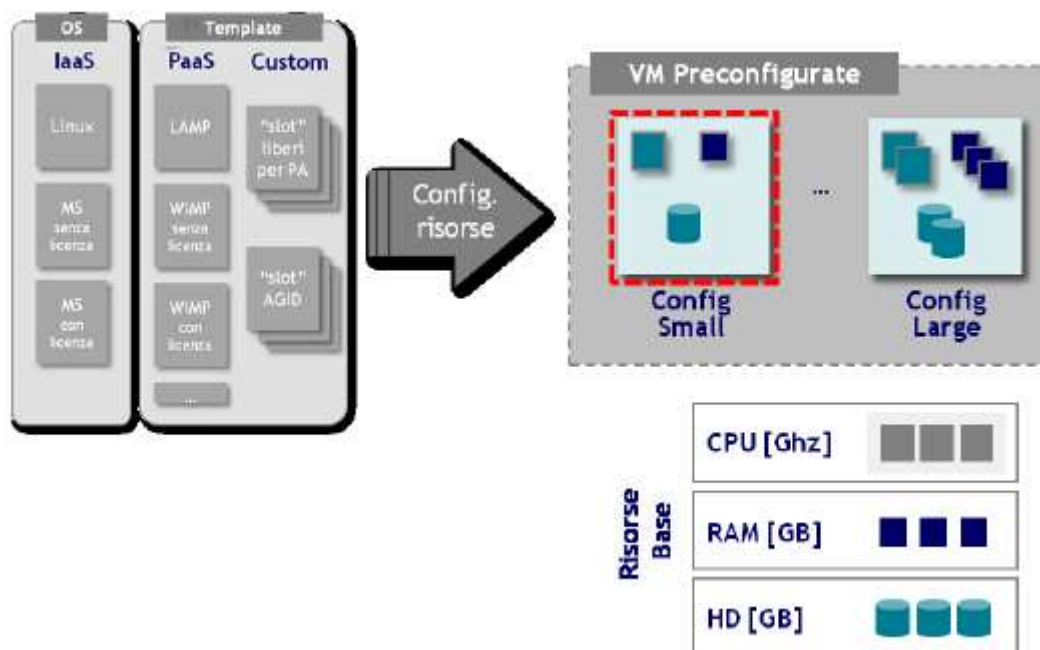 OS
IaaS
Linux
MS
senza
licenza
MS
con
licenza
Template
PaaS
Custom
LAMP
WIMP
senza
licenza
WIMP
con
licenza
...
"slot"
liberi
per PA
"slot"
AGID
Config.
risorse
VM Preconfigurate
...
Config
Small
Config
Large
Risorse
Base
CPU [Ghz]
RAM [GB]
HD [GB]